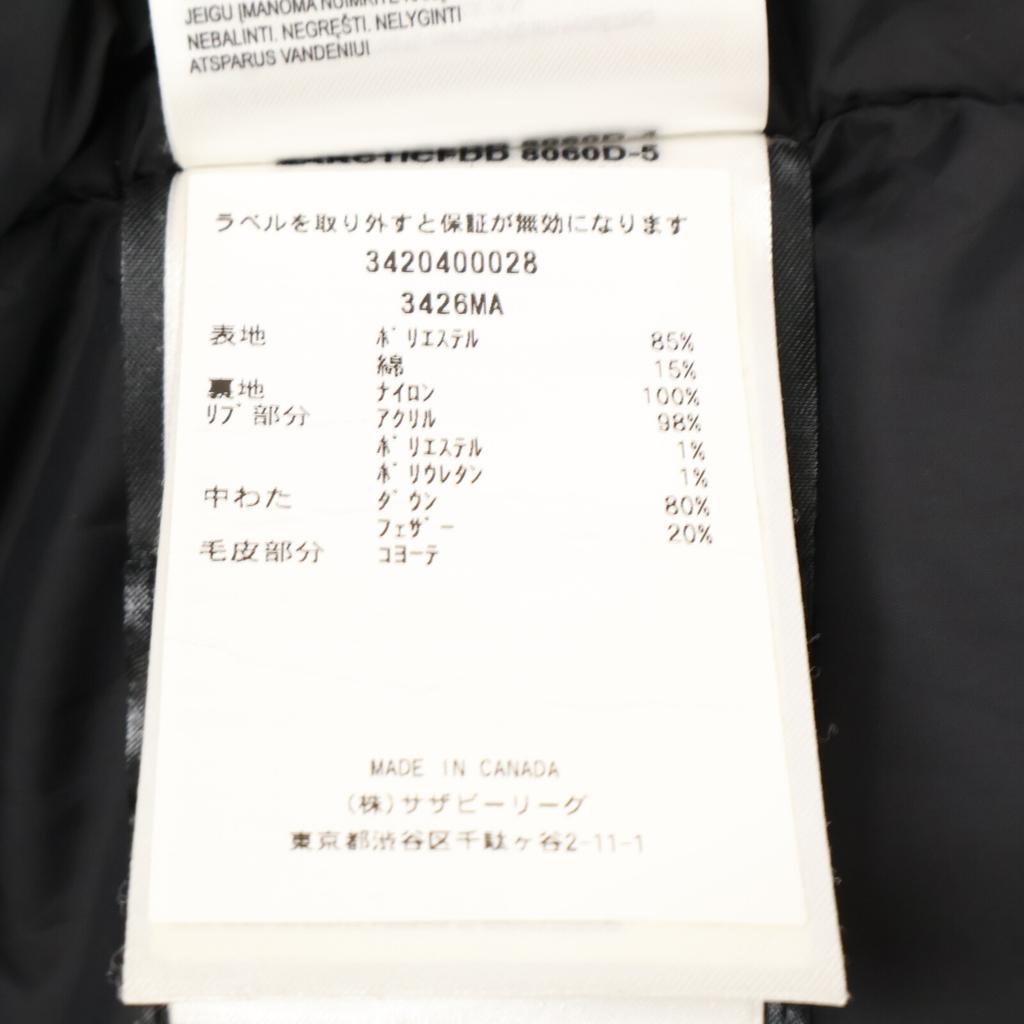 NEBALINTI. NEGRĘŠTI. NELYGINTI
ATSPARUS VANDENIUI
8060D-5
ラベルを取り外すと保証が無効になります
3420400028
3426MA
表地 ポリエステル 85%
綿 15%
裏地 ナイロン 100%
リブ部分 アクリル 98%
ポリエステル 1%
ポリウレタン 1%
中わた ダウン 80%
フェザー 20%
毛皮部分 コヨーテ
MADE IN CANADA
(株)サザビーリーグ
東京都渋谷区千駄ヶ谷2-11-1